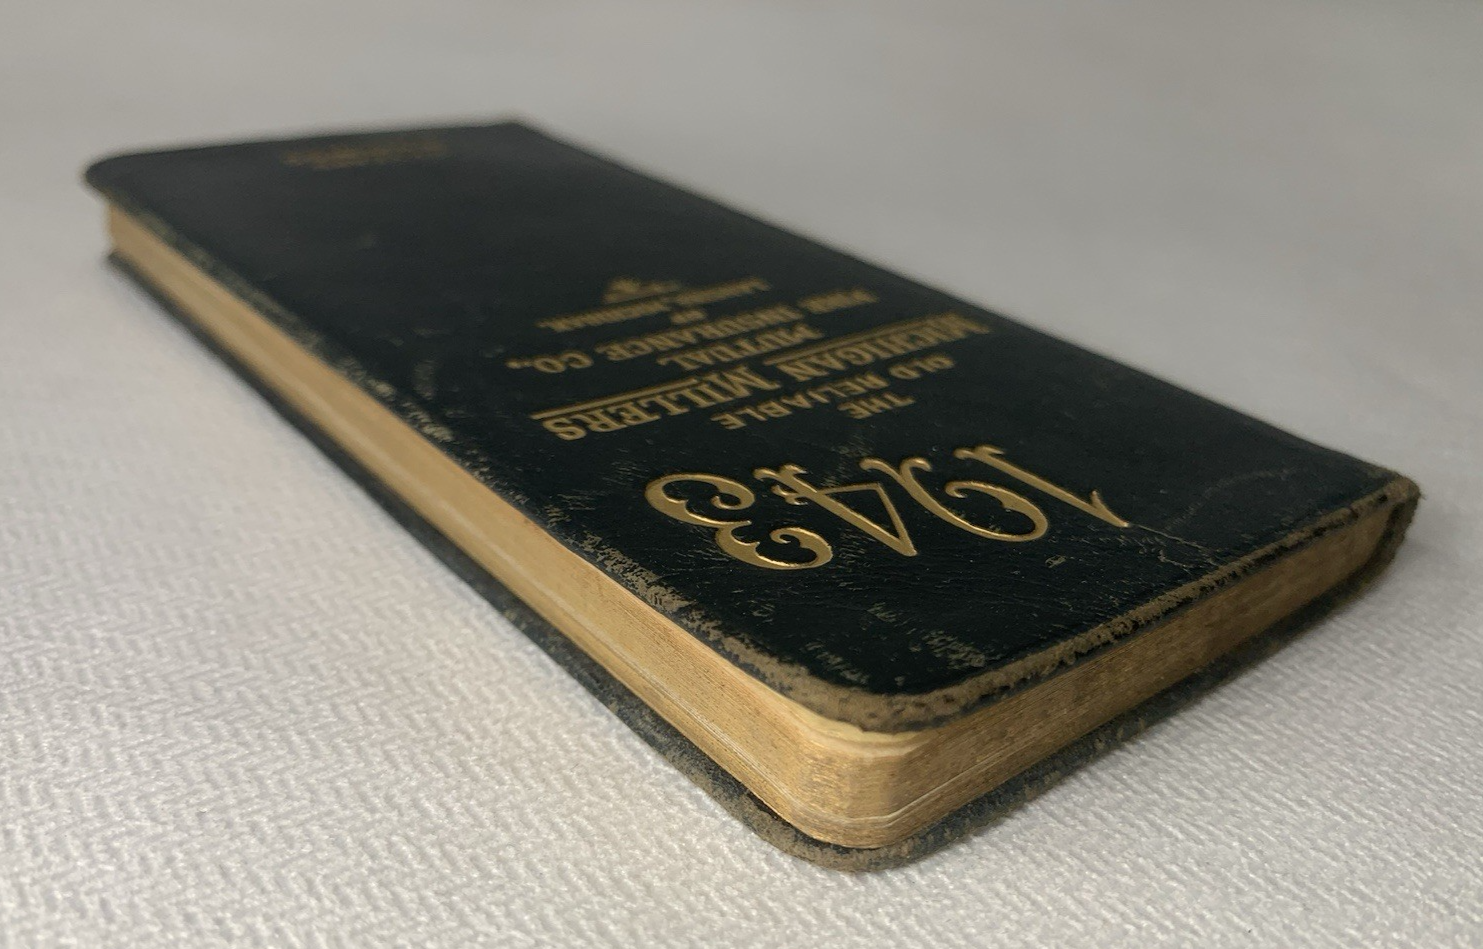 1943
THE
OLD RELIABLE
MICHIGAN MILLERS
MUTUAL
FIRE INSURANCE CO.,
OF
LANSING, MICHIGAN.